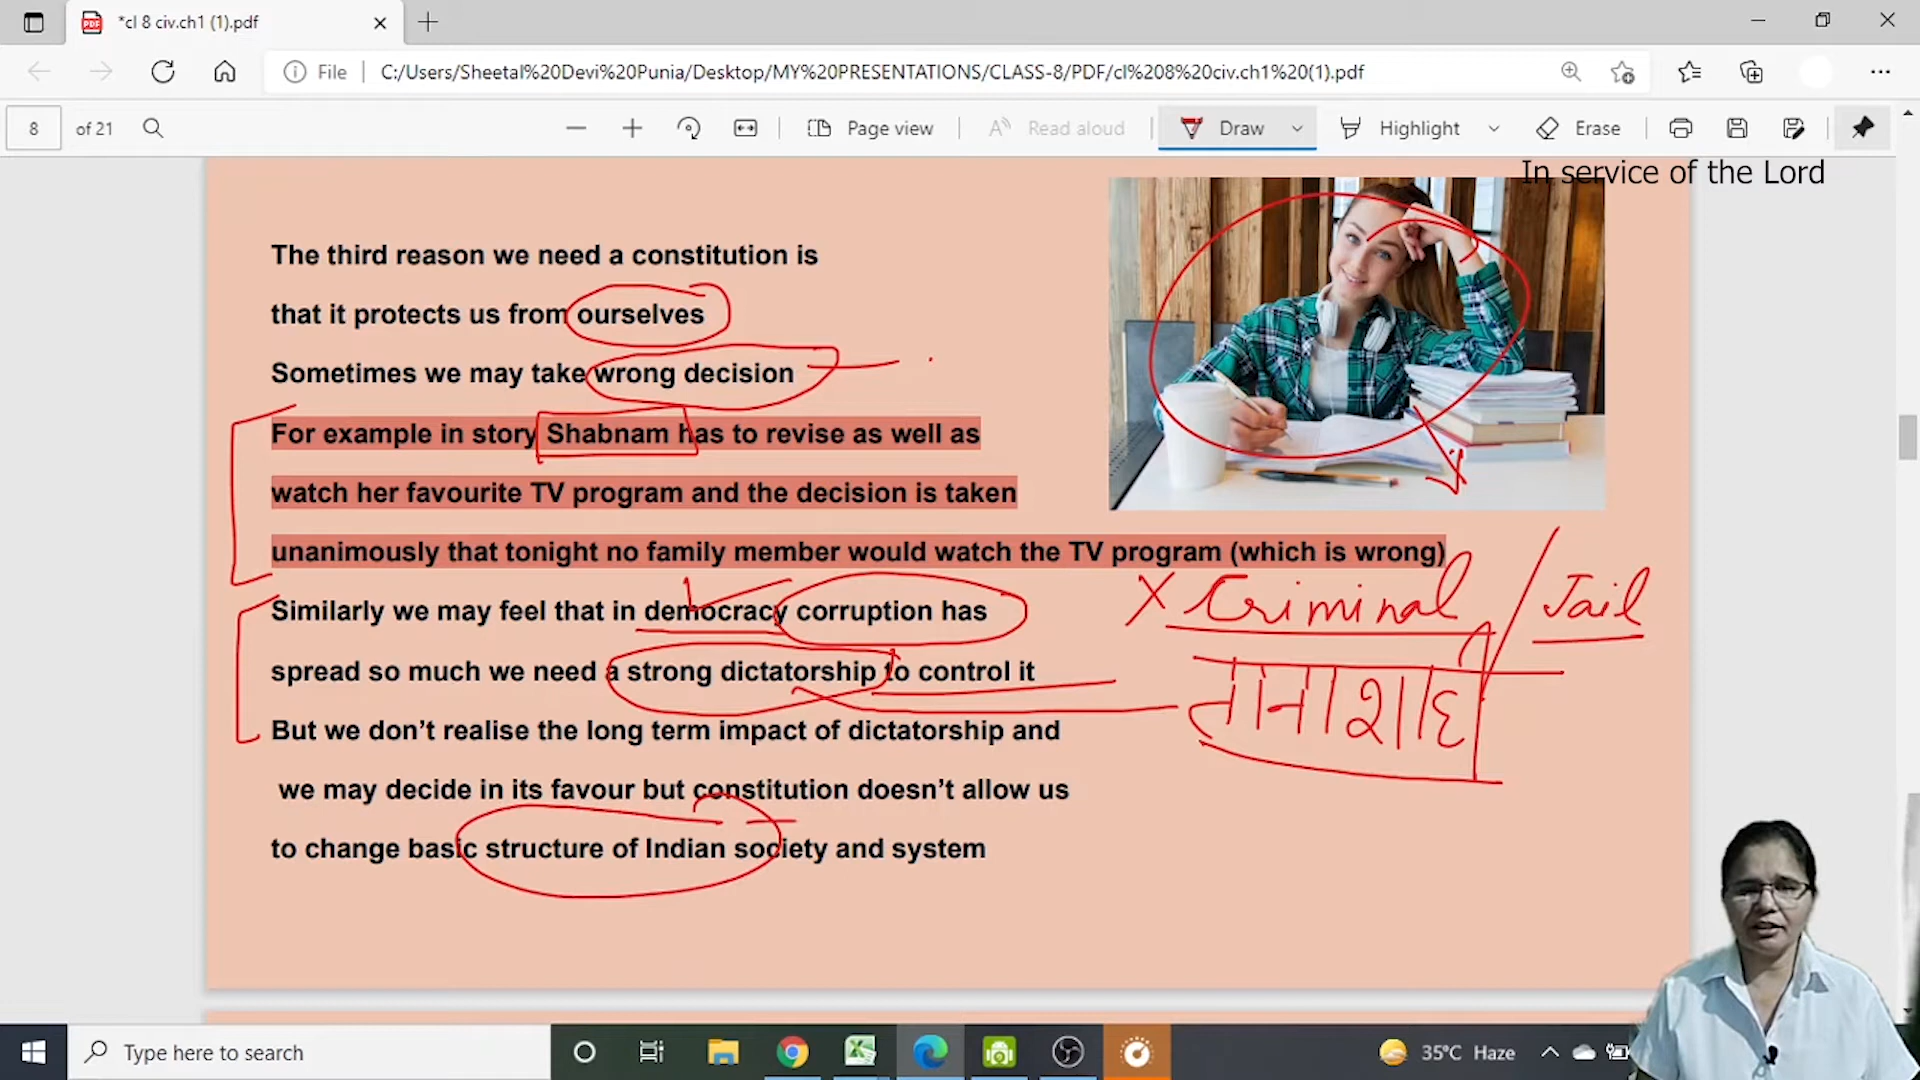 *cl 8 civ.ch1 (1).pdf
File C:/Users/Sheetal%20Devi%20Punia/Desktop/MY%20PRESENTATIONS/CLASS-8/PDF/cl%208%20civ.ch1%20(1).pdf
8 of 21 Page view Read aloud Draw Highlight Erase
In service of the Lord
The third reason we need a constitution is
that it protects us from ourselves
Sometimes we may take wrong decision
For example in story Shabnam has to revise as well as
watch her favourite TV program and the decision is taken
unanimously that tonight no family member would watch the TV program (which is wrong)
Similarly we may feel that in democracy corruption has
X Criminal / Jail
spread so much we need a strong dictatorship to control it
तानाशाह
But we don't realise the long term impact of dictatorship and
we may decide in its favour but constitution doesn't allow us
to change basic structure of Indian society and system
Type here to search 35°C Haze